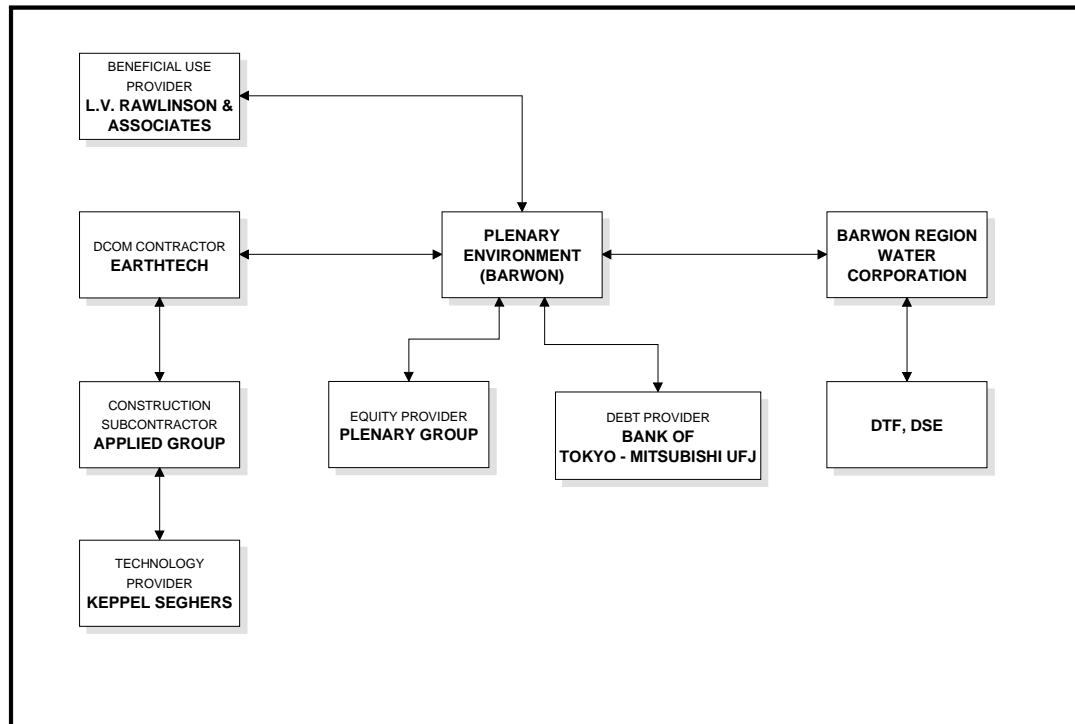 BENEFICIAL USE
PROVIDER
L.V. RAWLINSON &
ASSOCIATES
DCOM CONTRACTOR
EARTHTECH
PLENARY
ENVIRONMENT
(BARWON)
BARWON REGION
WATER
CORPORATION
CONSTRUCTION
SUBCONTRACTOR
APPLIED GROUP
EQUITY PROVIDER
PLENARY GROUP
DEBT PROVIDER
BANK OF
TOKYO - MITSUBISHI UFJ
DTF, DSE
TECHNOLOGY
PROVIDER
KEPPEL SEGHERS